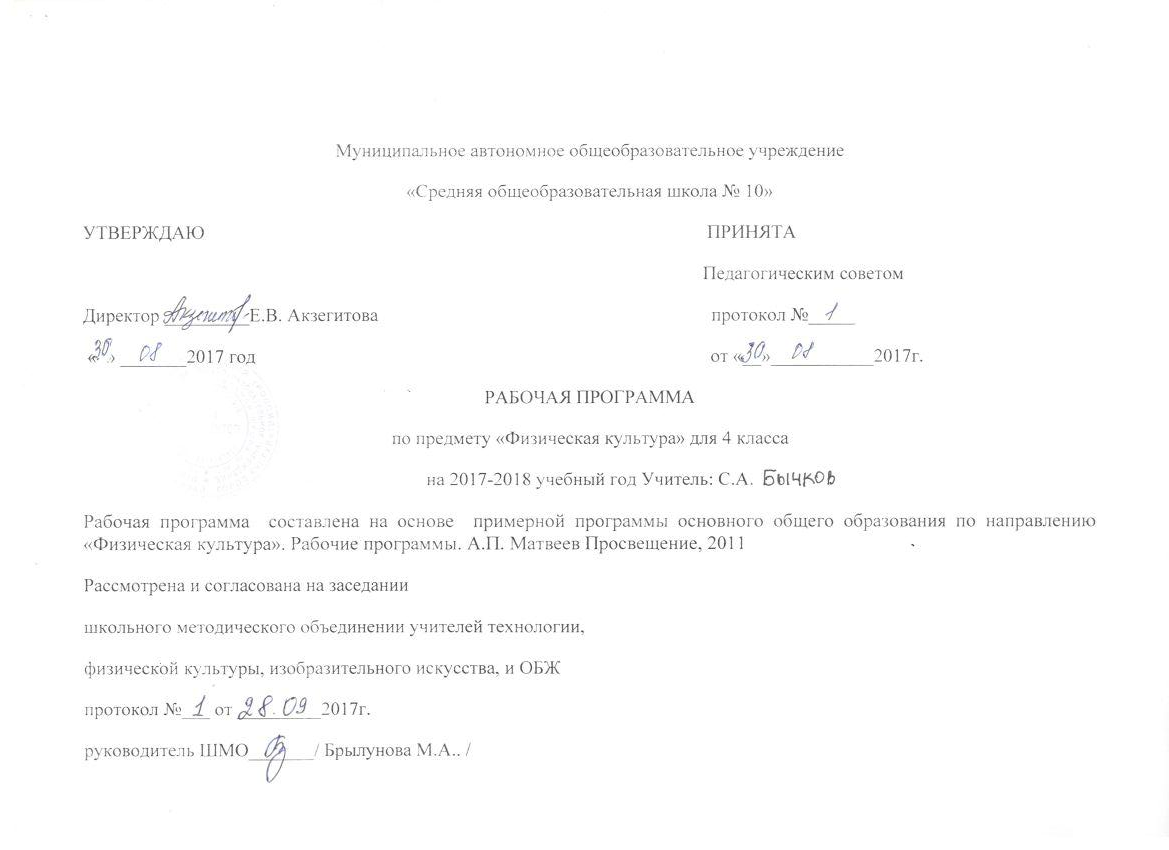 Муниципальное автономное общеобразовательное учреждение
«Средняя общеобразовательная школа № 10»
УТВЕРЖДАЮ ПРИНЯТА
Педагогическим советом
Директор Акзегитов Е.В. Акзегитова протокол № 1
«30» 08 2017 год от «30» 08 2017г.
РАБОЧАЯ ПРОГРАММА
по предмету «Физическая культура» для 4 класса
на 2017-2018 учебный год Учитель: С.А. Бычков
Рабочая программа составлена на основе примерной программы основного общего образования по направлению
«Физическая культура». Рабочие программы. А.П. Матвеев Просвещение, 2011
Рассмотрена и согласована на заседании
школьного методического объединении учителей технологии,
физической культуры, изобразительного искусства, и ОБЖ
протокол № 1 от 28.09 2017г.
руководитель ШМО / Брылунова М.А.. /